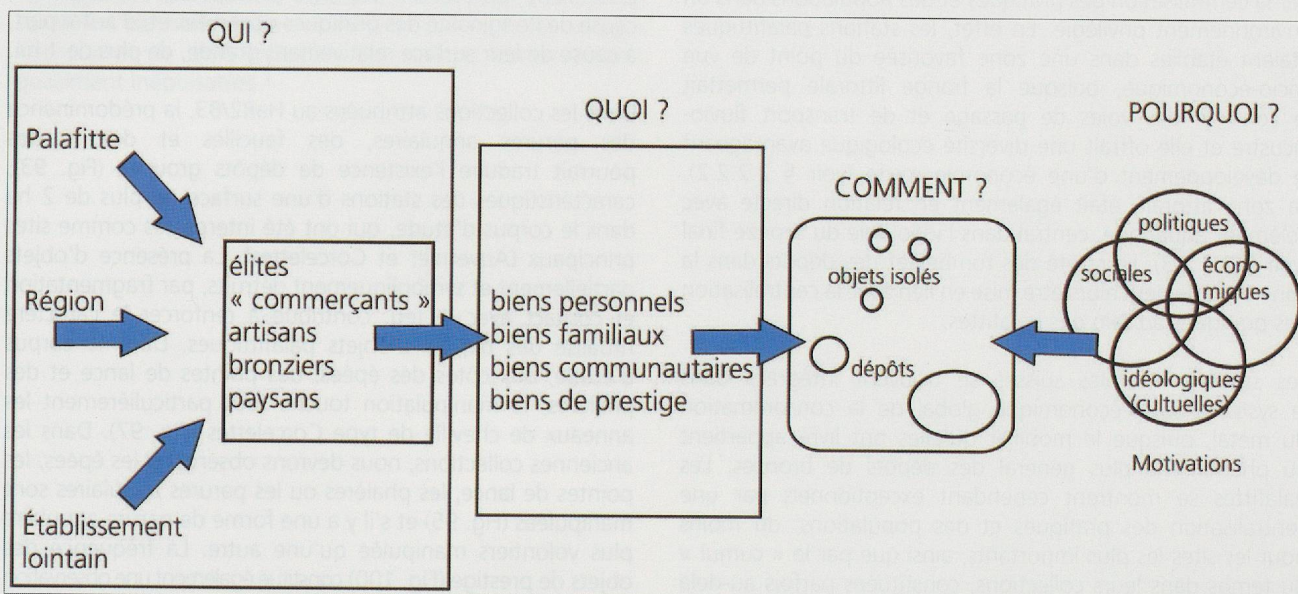 QUI ?
Palafitte
Région
Établissement
lointain
élites
« commerçants »
artisans
bronziers
paysans
QUOI ?
biens personnels
biens familiaux
biens communautaires
biens de prestige
COMMENT ?
objets isolés
dépôts
POURQUOI ?
politiques
sociales
écono-
miques
idéologiques
(cultuelles)
Motivations